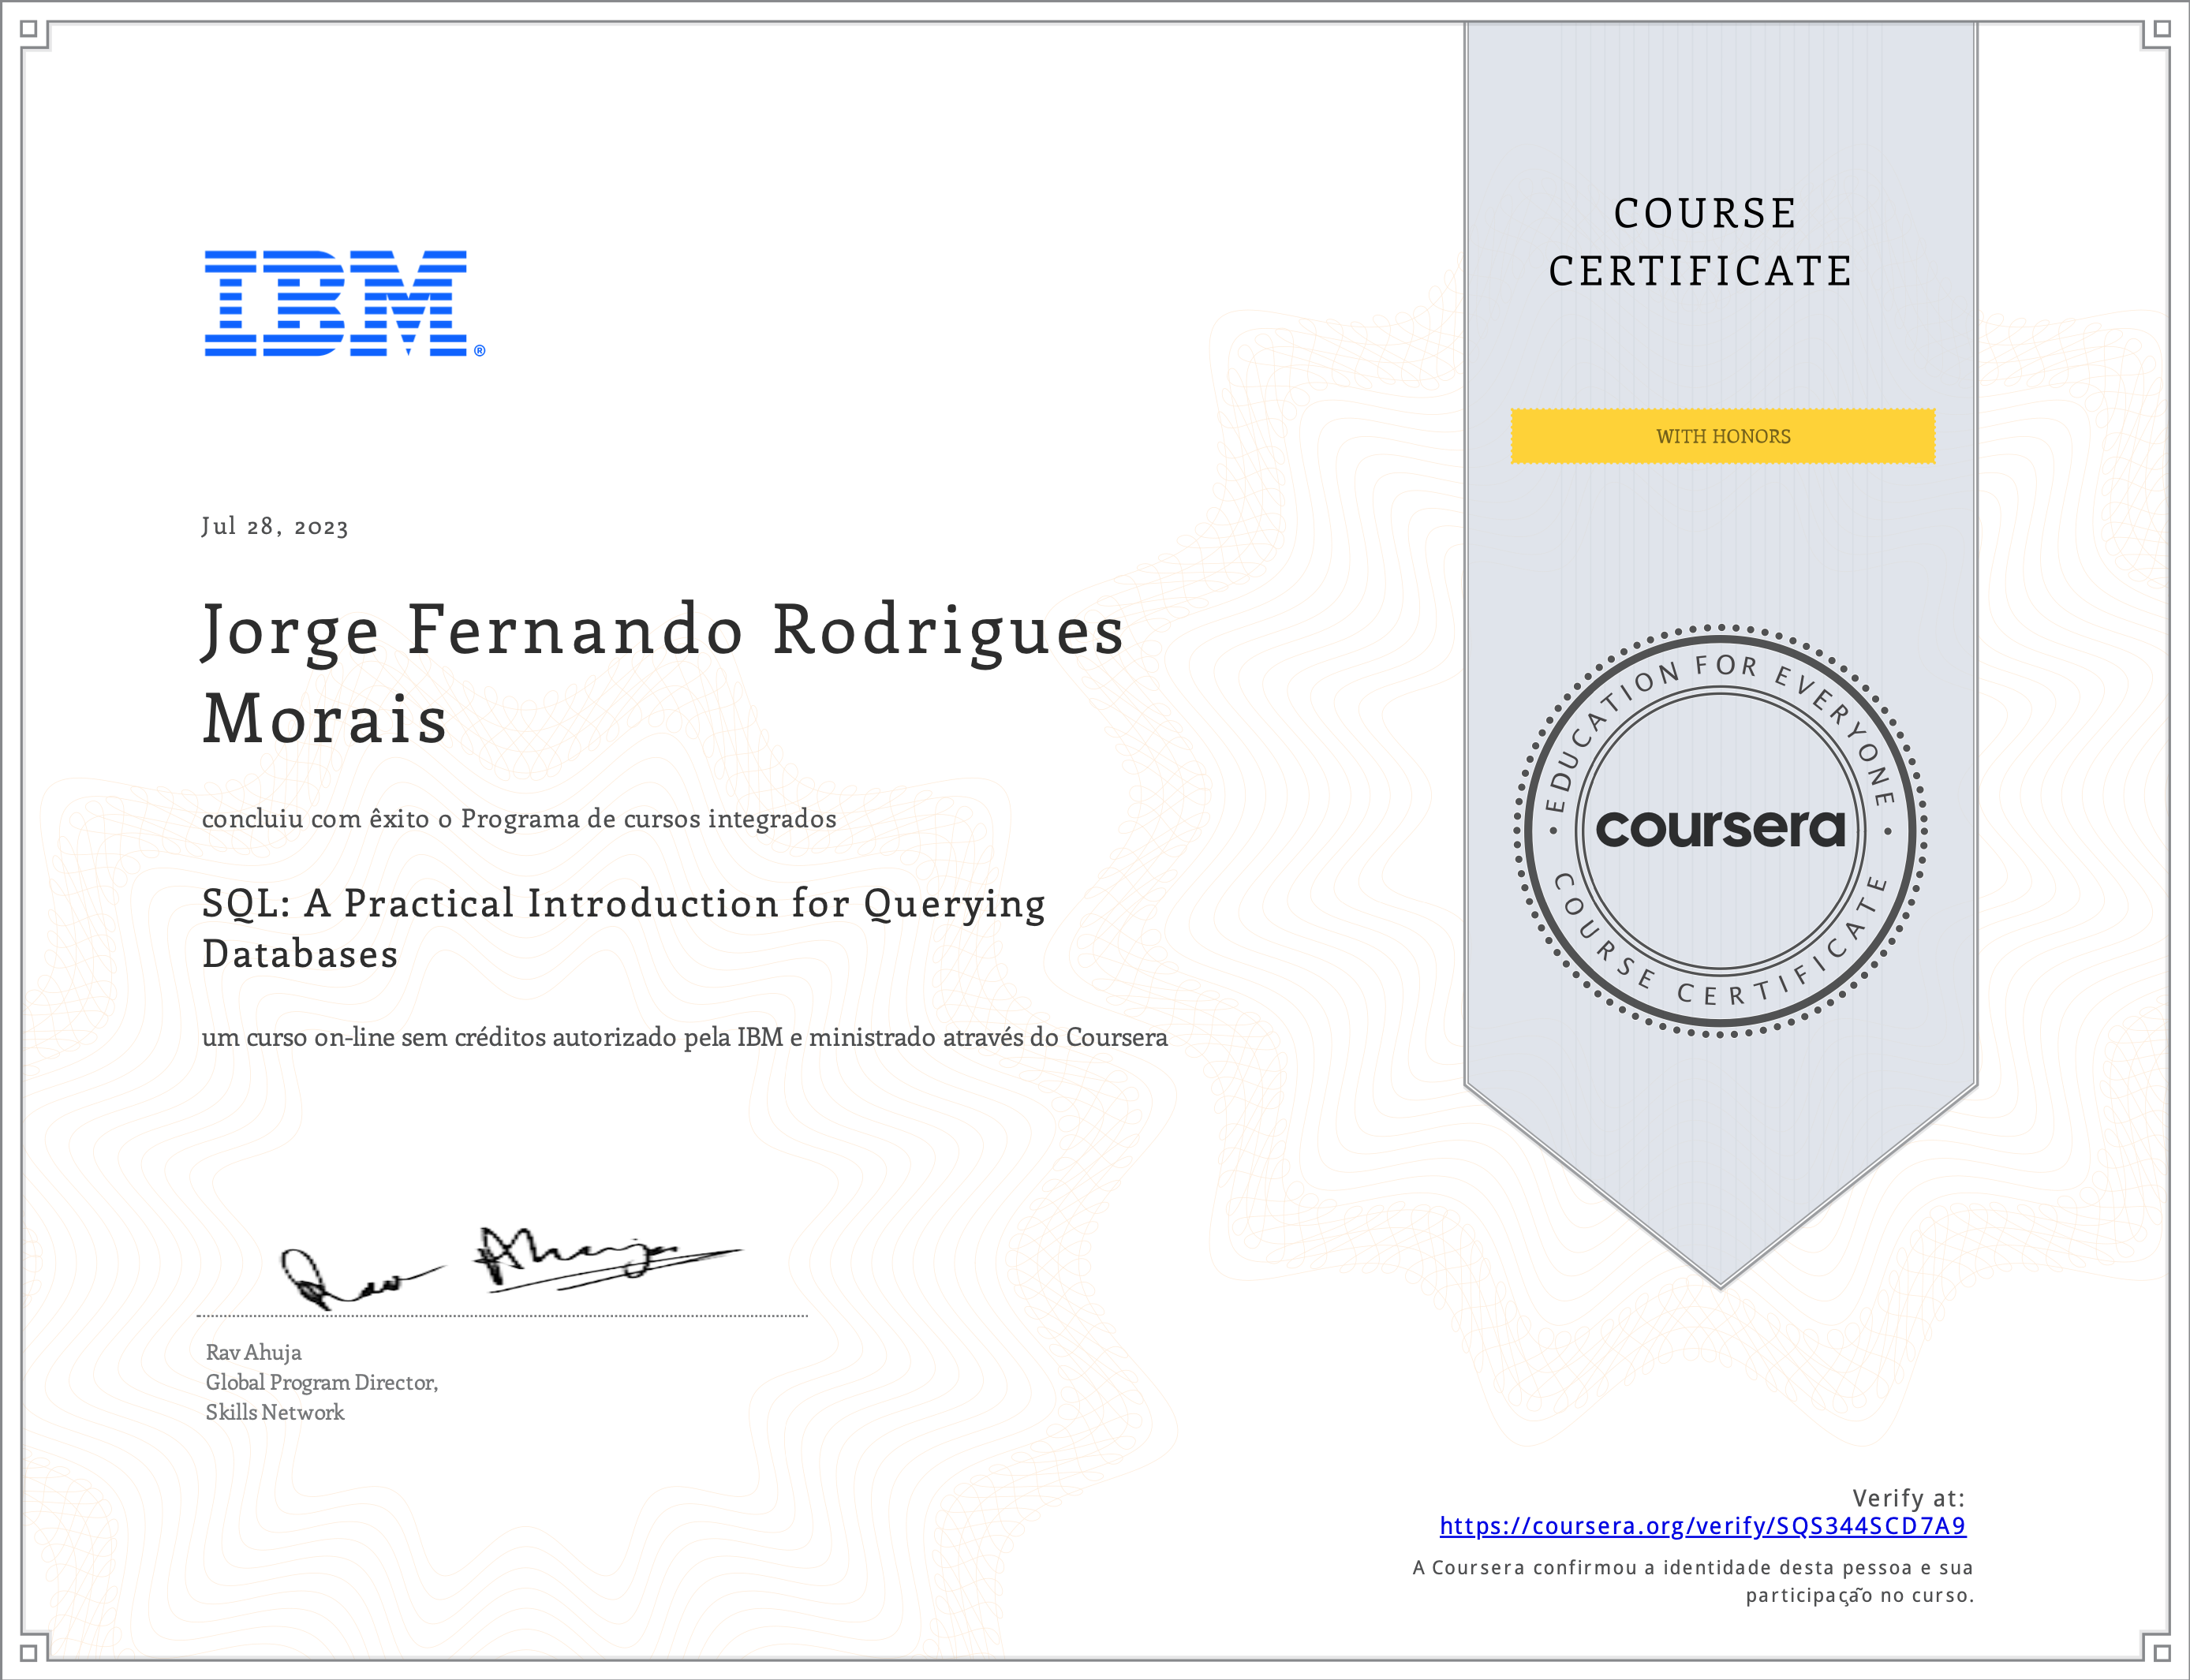 IBM®
Jul 28, 2023
Jorge Fernando Rodrigues
Morais
concluiu com êxito o Programa de cursos integrados
SQL: A Practical Introduction for Querying
Databases
um curso on-line sem créditos autorizado pela IBM e ministrado através do Coursera
Rav Ahuja
Rav Ahuja
Global Program Director,
Skills Network
COURSE
CERTIFICATE
WITH HONORS
EDUCATION FOR EVERYONE
coursera
COURSE CERTIFICATE
Verify at:
https://coursera.org/verify/SQS344SCD7A9
A Coursera confirmou a identidade desta pessoa e sua
participação no curso.